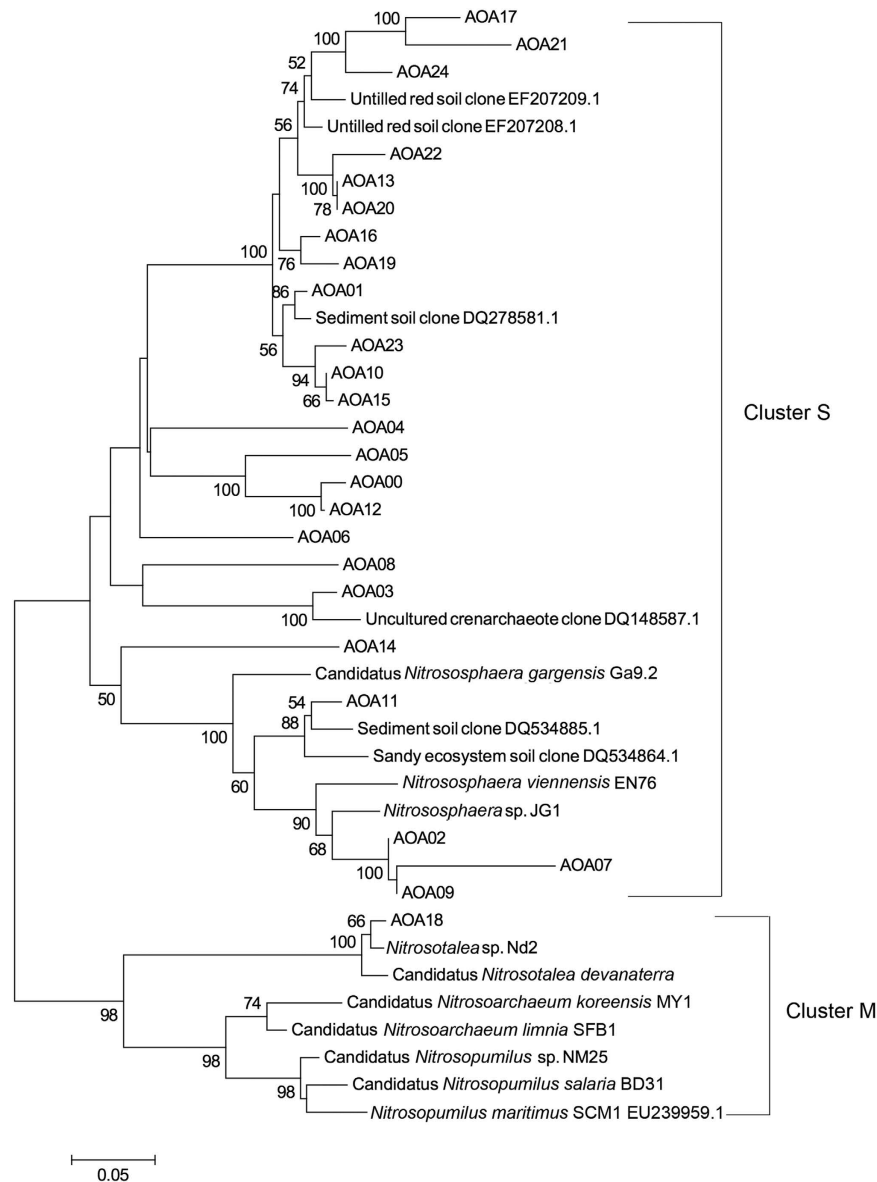 100 AOA17
100 AOA21
52 AOA24
74 Untilled red soil clone EF207209.1
56 Untilled red soil clone EF207208.1
AOA22
100 AOA13
78 AOA20
AOA16
100 76 AOA19
86 AOA01
Sediment soil clone DQ278581.1
56 AOA23
94 AOA10
66 AOA15
Cluster S
AOA04
AOA05
100 AOA00
100 AOA12
AOA06
AOA08
AOA03
100 Uncultured crenarchaeote clone DQ148587.1
AOA14
50 Candidatus Nitrososphaera gargensis Ga9.2
54 AOA11
100 88 Sediment soil clone DQ534885.1
Sandy ecosystem soil clone DQ534864.1
60 Nitrososphaera viennensis EN76
90 Nitrososphaera sp. JG1
68 AOA02
100 AOA07
AOA09
66 AOA18
100 Nitrosotalea sp. Nd2
Candidatus Nitrosotalea devanaterra
98 74 Candidatus Nitrosoarchaeum koreensis MY1
Cluster M
Candidatus Nitrosoarchaeum limnia SFB1
98 Candidatus Nitrosopumilus sp. NM25
98 Candidatus Nitrosopumilus salaria BD31
Nitrosopumilus maritimus SCM1 EU239959.1
0.05